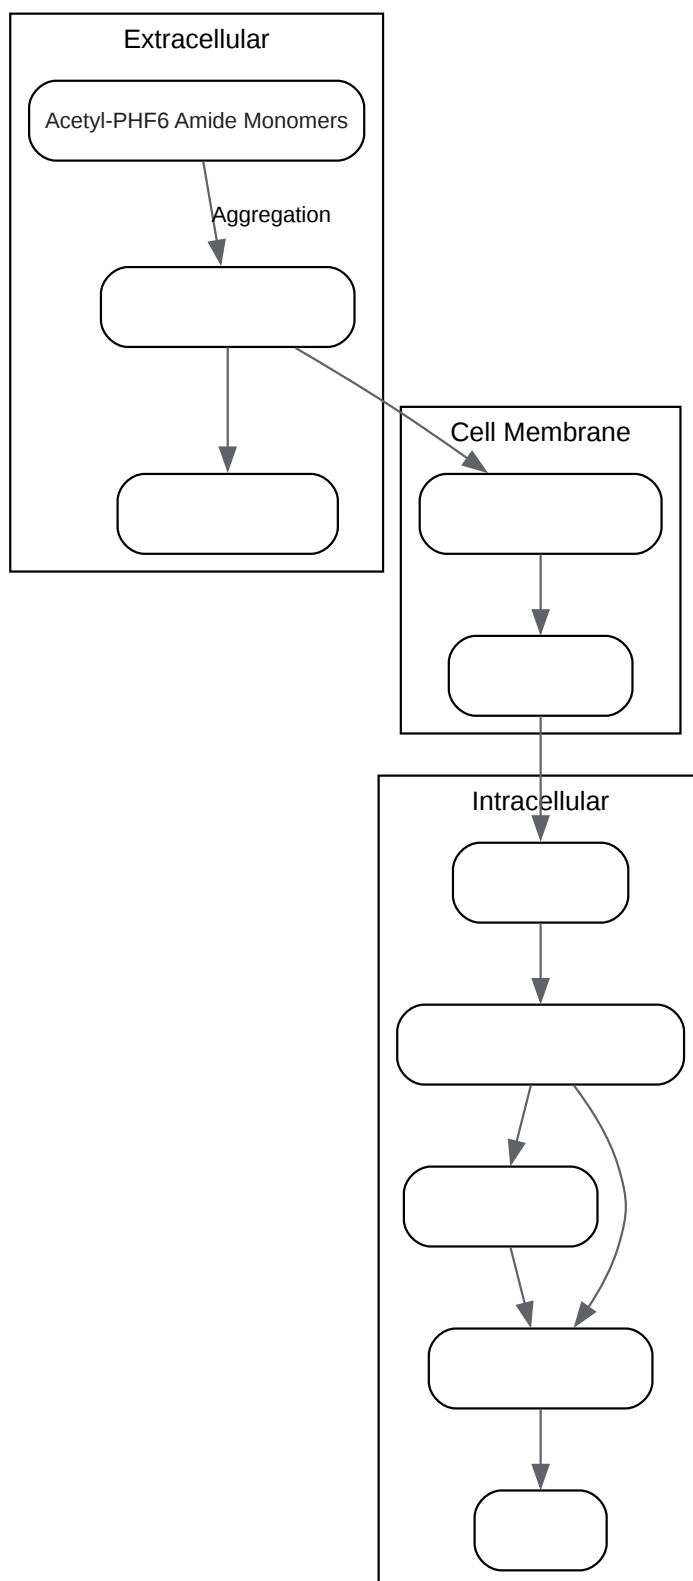 Extracellular
Acetyl-PHF6 Amide Monomers
Aggregation
Cell Membrane
Intracellular